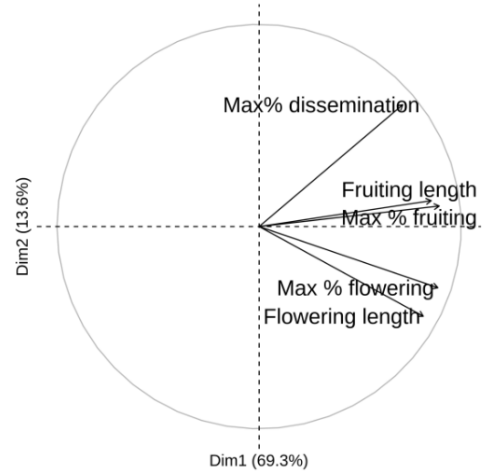 Max% dissemination
Fruiting length
Max % fruiting
Dim2 (13.6%)
Max % flowering
Flowering length
Dim1 (69.3%)